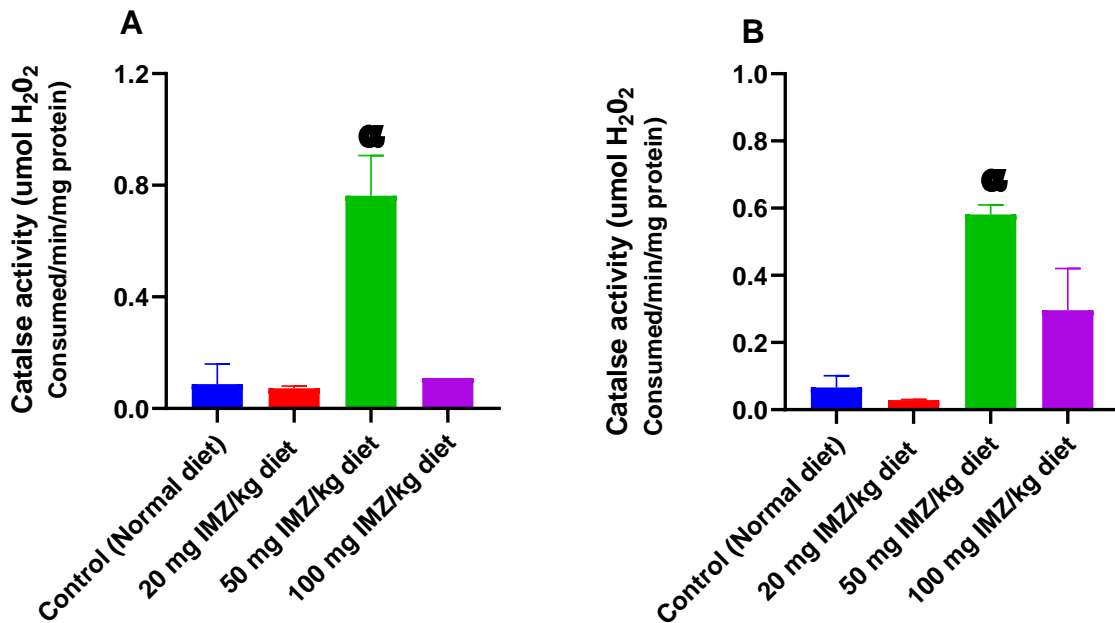 A
Catalse activity (umol H₂0₂
Consumed/min/mg protein)
1.2
0.8
0.4
0.0
α
Control (Normal diet)
20 mg IMZ/kg diet
50 mg IMZ/kg diet
100 mg IMZ/kg diet
B
Catalse activity (umol H₂0₂
Consumed/min/mg protein)
1.0
0.8
0.6
0.4
0.2
0.0
α
Control (Normal diet)
20 mg IMZ/kg diet
50 mg IMZ/kg diet
100 mg IMZ/kg diet